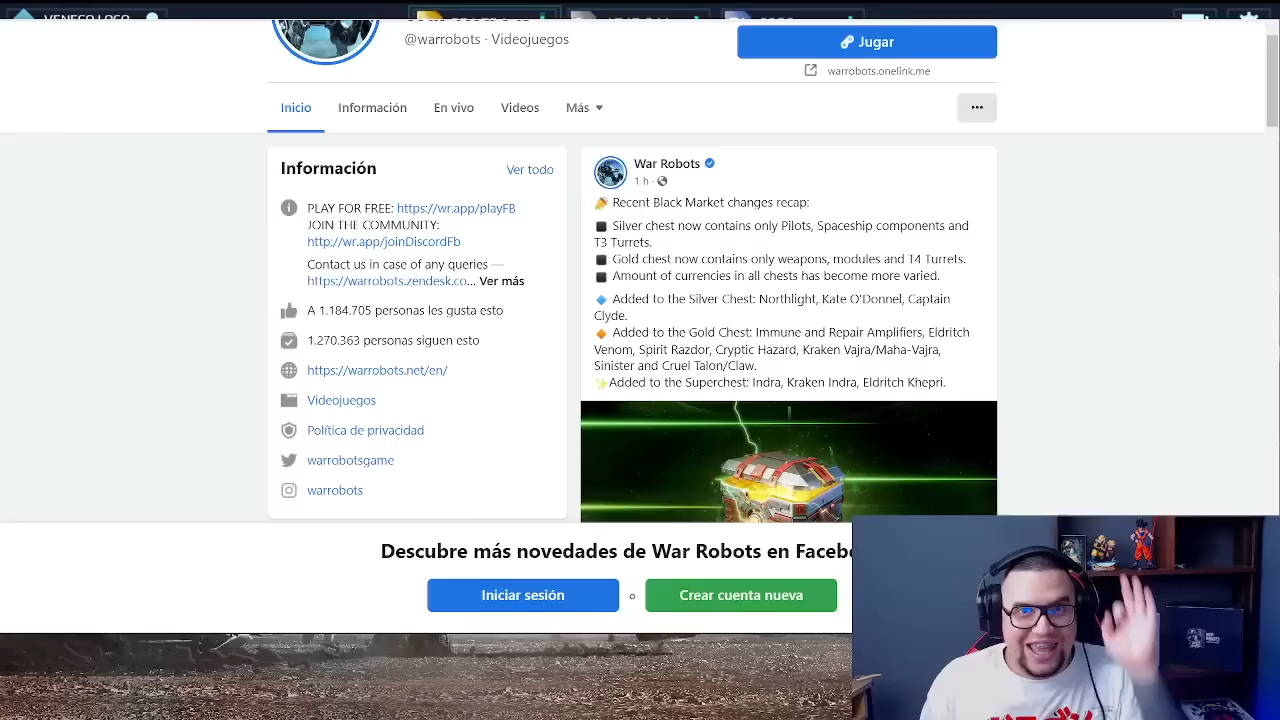 VENECO LOCO
@warrobots · Videojuegos
Jugar
warrobots.onelink.me
Inicio
Información
En vivo
Videos
Más
Información
Ver todo
PLAY FOR FREE: https://wr.app/playFB
JOIN THE COMMUNITY:
http://wr.app/joinDiscordFb
Contact us in case of any queries —
https://warrobots.zendesk.co... Ver más
A 1.184.705 personas les gusta esto
1.270.363 personas siguen esto
https://warrobots.net/en/
Videojuegos
Política de privacidad
warrobotsgame
warrobots
War Robots
1 h ·
Recent Black Market changes recap:
Silver chest now contains only Pilots, Spaceship components and
T3 Turrets.
Gold chest now contains only weapons, modules and T4 Turrets.
Amount of currencies in all chests has become more varied.
Added to the Silver Chest: Northlight, Kate O'Donnel, Captain
Clyde.
Added to the Gold Chest: Immune and Repair Amplifiers, Eldritch
Venom, Spirit Razdor, Cryptic Hazard, Kraken Vajra/Maha-Vajra,
Sinister and Cruel Talon/Claw.
Added to the Superchest: Indra, Kraken Indra, Eldritch Khepri.
Descubre más novedades de War Robots en Facebo
Iniciar sesión
o
Crear cuenta nueva